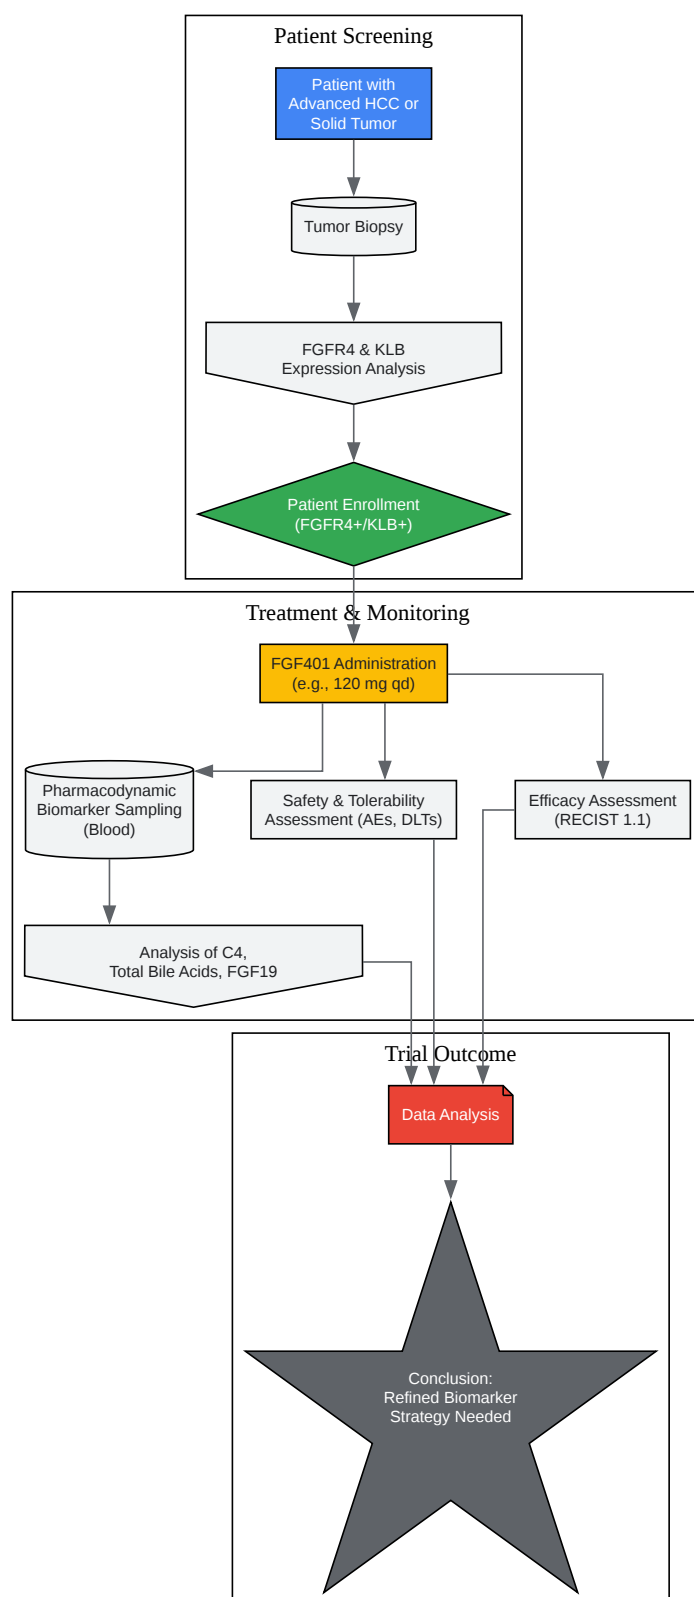 Patient Screening
Patient with
Advanced HCC or
Solid Tumor
Tumor Biopsy
FGFR4 & KLB
Expression Analysis
Patient Enrollment
(FGFR4+/KLB+)
Treatment & Monitoring
FGF401 Administration
(e.g., 120 mg qd)
Pharmacodynamic
Biomarker Sampling
(Blood)
Safety & Tolerability
Assessment (AEs, DLTs)
Efficacy Assessment
(RECIST 1.1)
Analysis of C4,
Total Bile Acids, FGF19
Trial Outcome
Data Analysis
Conclusion:
Refined Biomarker
Strategy Needed